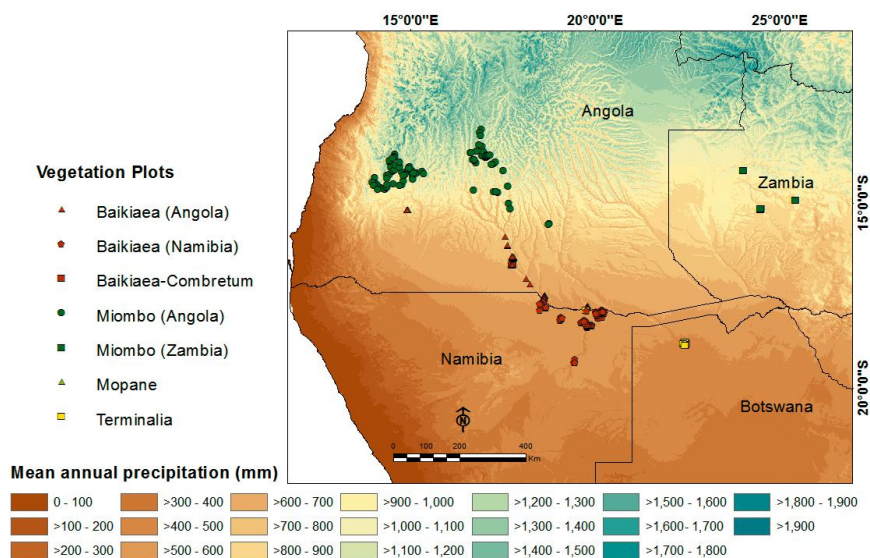 15°0'0"E 20°0'0"E 25°0'0"E
Angola
Vegetation Plots
Zambia
Baikiaea (Angola)
15°0'0"S
Baikiaea (Namibia)
Baikiaea-Combretum
Miombo (Angola)
Miombo (Zambia)
Namibia
Mopane
20°0'0"S
Terminalia
Botswana
N
0 100 200 400
Km
Mean annual precipitation (mm)
0 - 100 >300 - 400 >600 - 700 >900 - 1,000 >1,200 - 1,300 >1,500 - 1,600 >1,800 - 1,900
>100 - 200 >400 - 500 >700 - 800 >1,000 - 1,100 >1,300 - 1,400 >1,600 - 1,700 >1,900
>200 - 300 >500 - 600 >800 - 900 >1,100 - 1,200 >1,400 - 1,500 >1,700 - 1,800